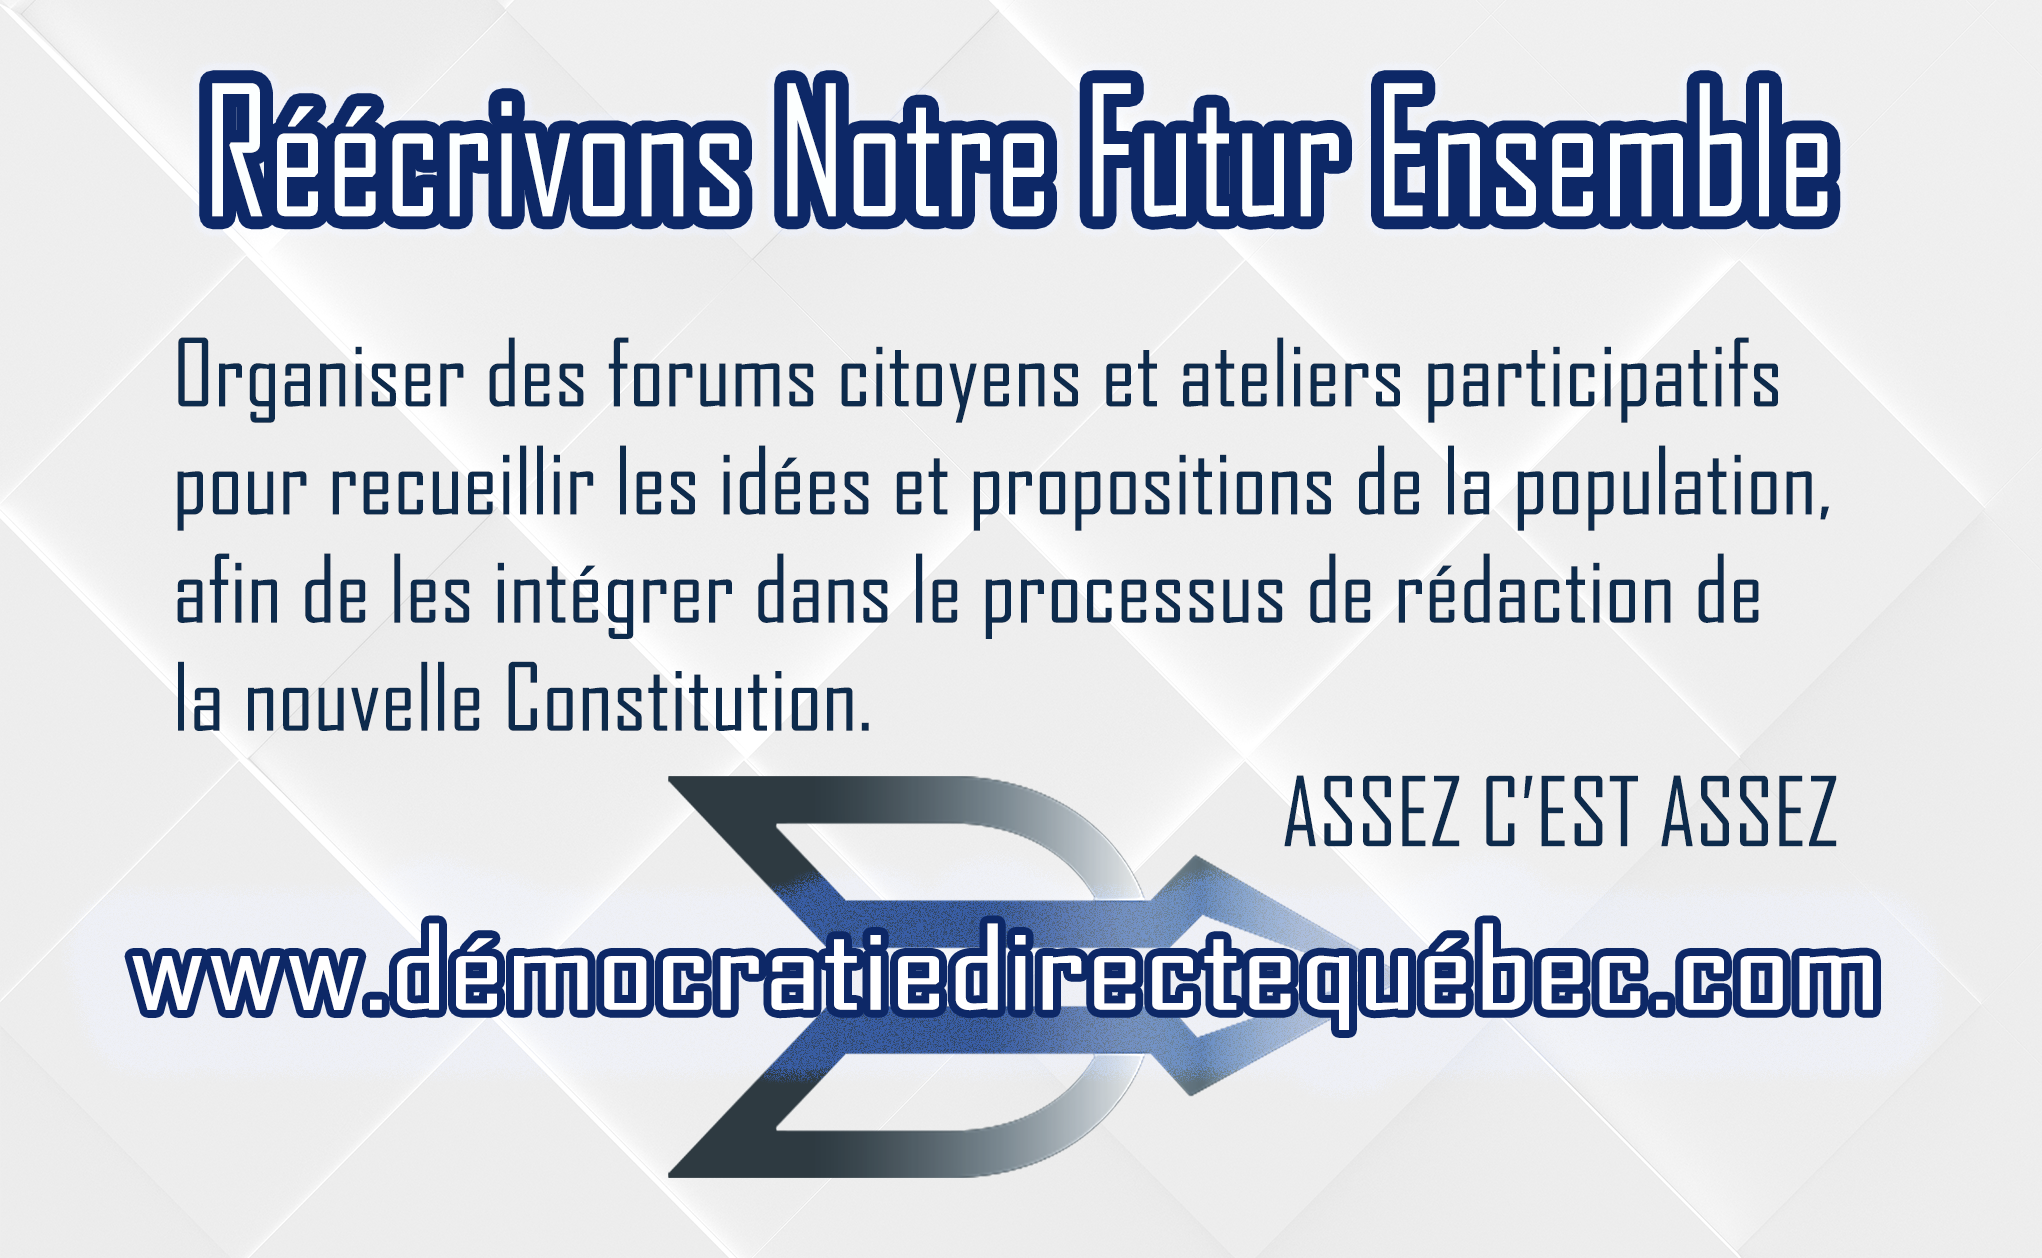 Réécrivons Notre Futur Ensemble
Organiser des forums citoyens et ateliers participatifs
pour recueillir les idées et propositions de la population,
afin de les intégrer dans le processus de rédaction de
la nouvelle Constitution.
ASSEZ C'EST ASSEZ
www.démocratiedirectequébec.com